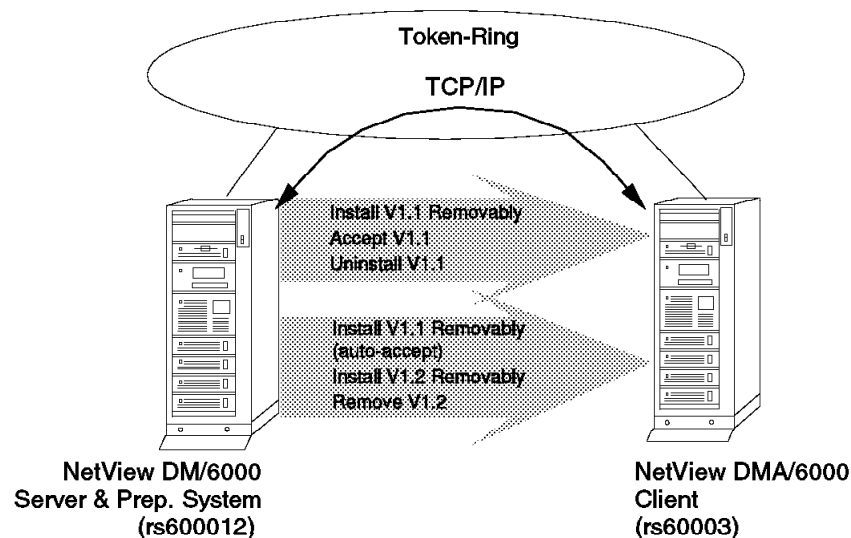 Token-Ring
TCP/IP
Install V1.1 Removably
Accept V1.1
Uninstall V1.1
Install V1.1 Removably
(auto-accept)
Install V1.2 Removably
Remove V1.2
NetView DM/6000
Server & Prep. System
(rs600012)
NetView DMA/6000
Client
(rs60003)